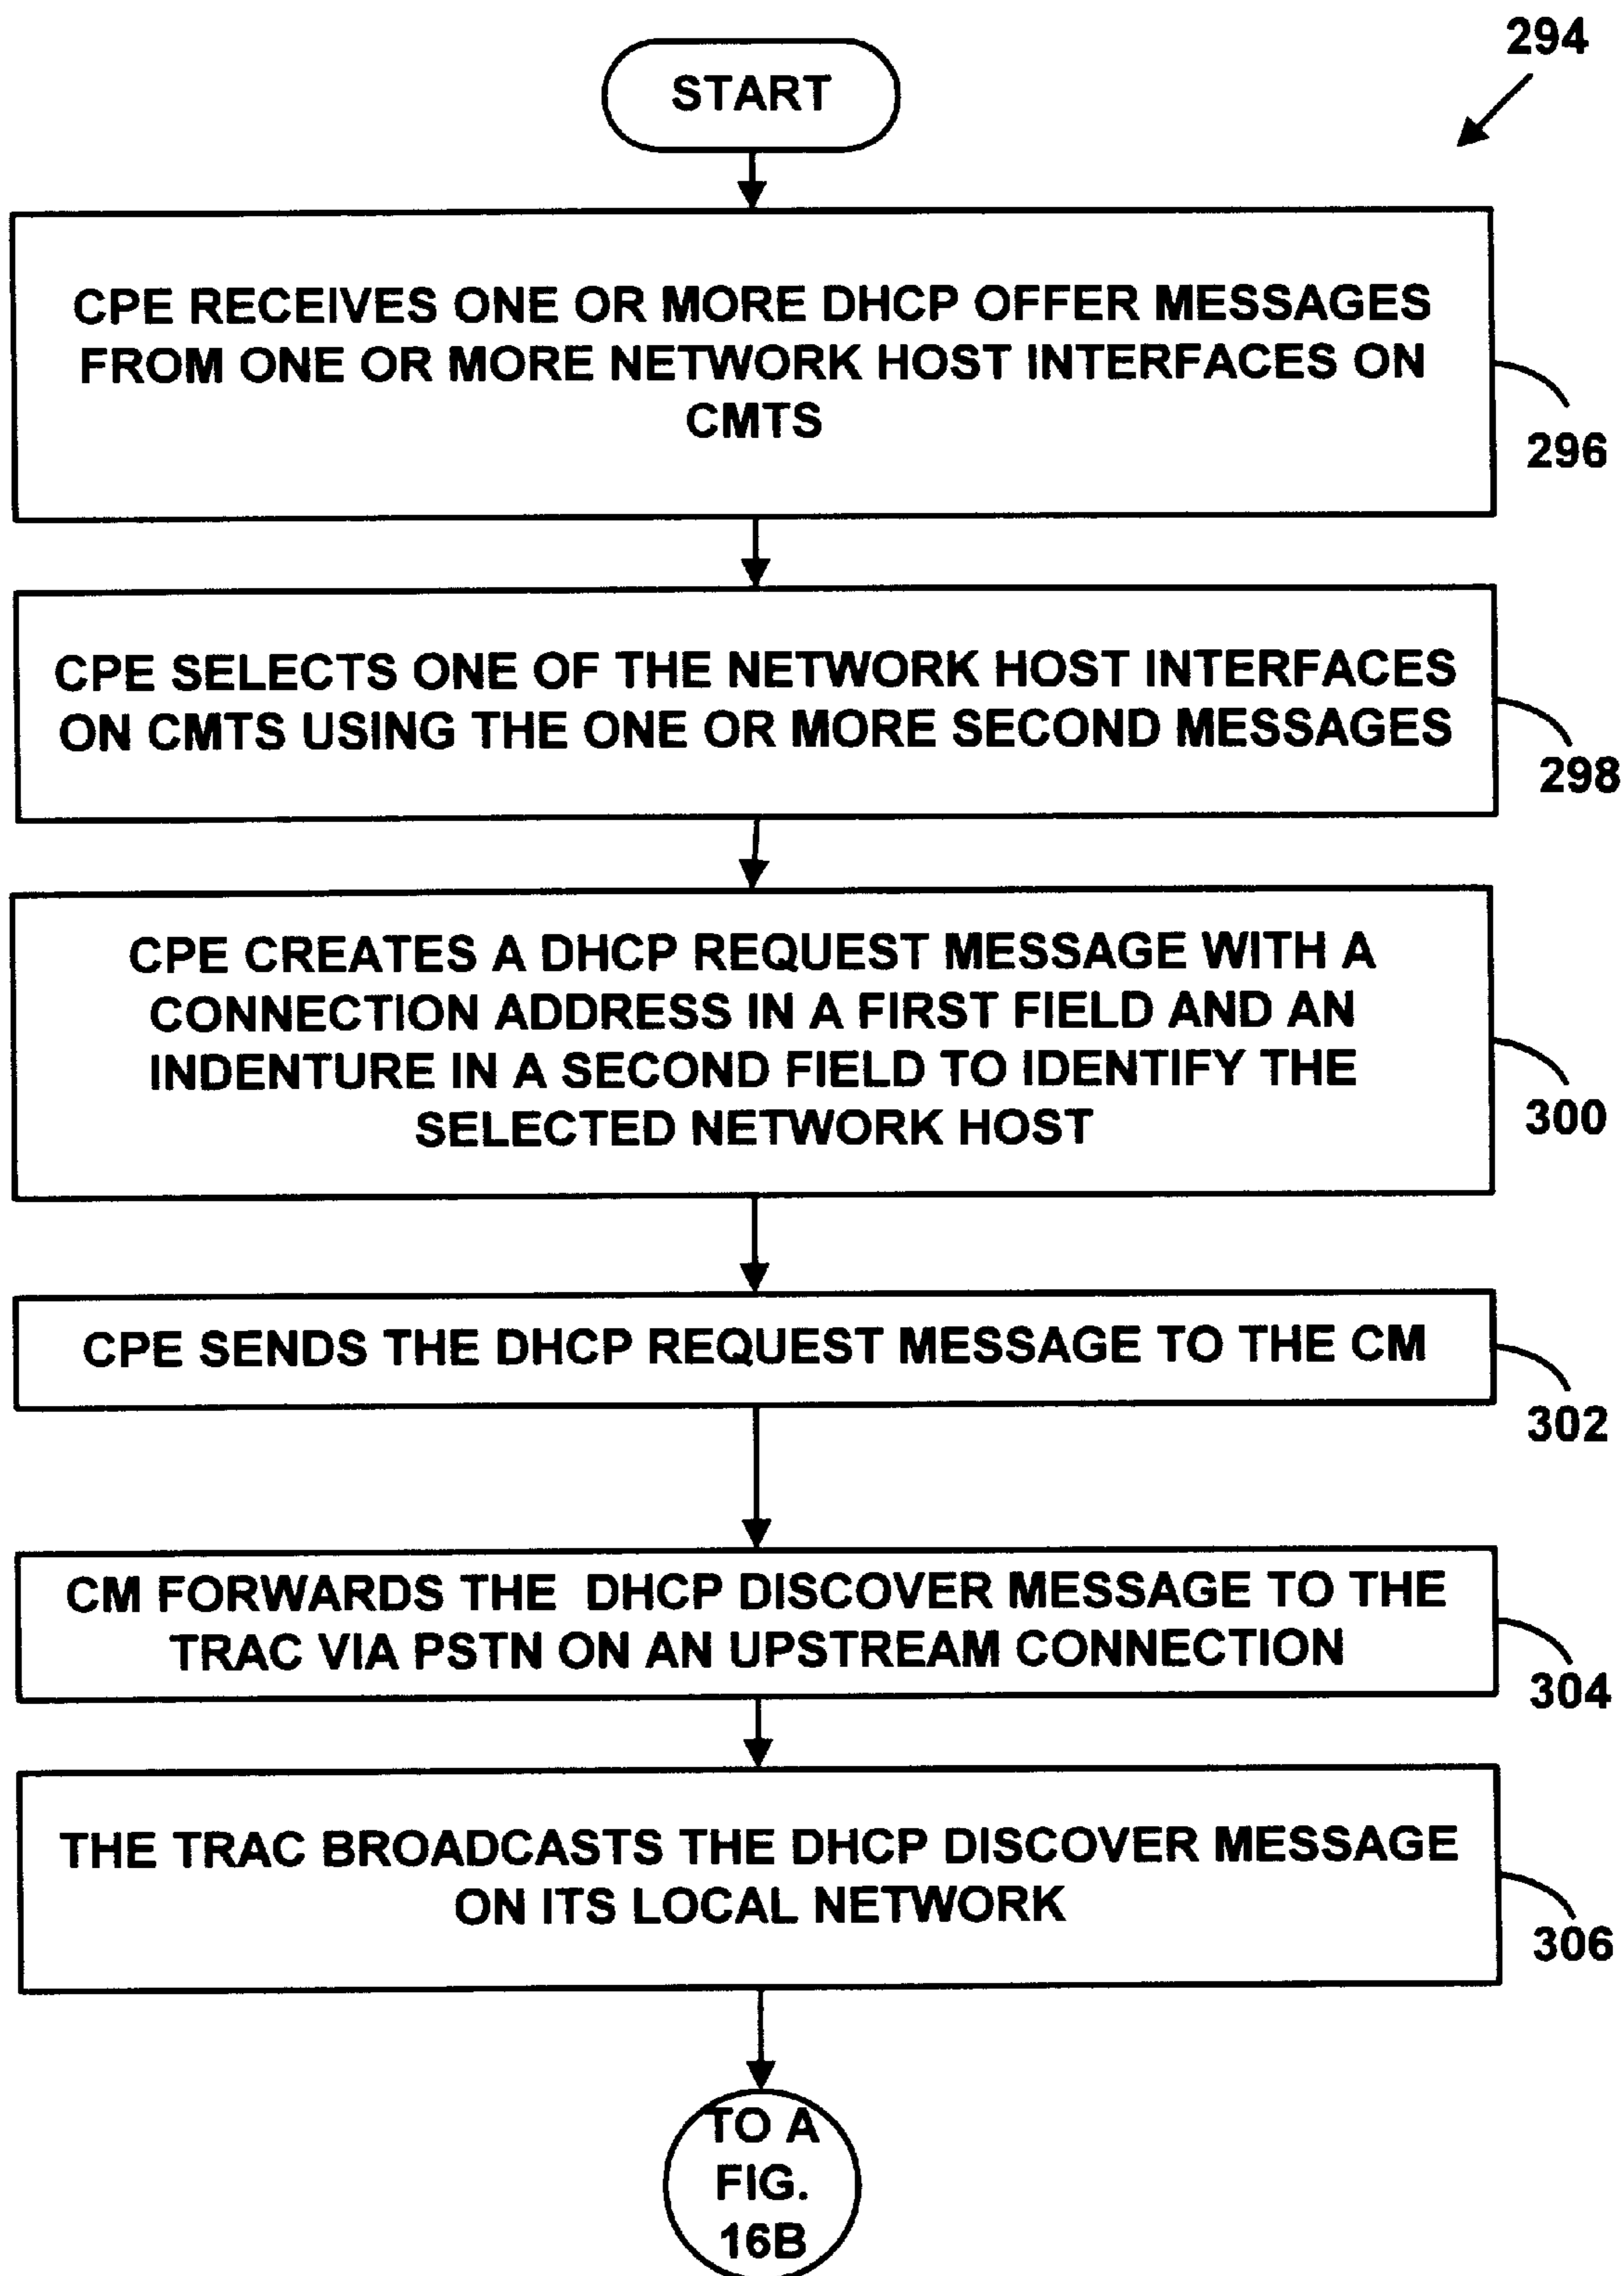 294
START
CPE RECEIVES ONE OR MORE DHCP OFFER MESSAGES
FROM ONE OR MORE NETWORK HOST INTERFACES ON
CMTS
296
CPE SELECTS ONE OF THE NETWORK HOST INTERFACES
ON CMTS USING THE ONE OR MORE SECOND MESSAGES
298
CPE CREATES A DHCP REQUEST MESSAGE WITH A
CONNECTION ADDRESS IN A FIRST FIELD AND AN
INDENTURE IN A SECOND FIELD TO IDENTIFY THE
SELECTED NETWORK HOST
300
CPE SENDS THE DHCP REQUEST MESSAGE TO THE CM
302
CM FORWARDS THE DHCP DISCOVER MESSAGE TO THE
TRAC VIA PSTN ON AN UPSTREAM CONNECTION
304
THE TRAC BROADCASTS THE DHCP DISCOVER MESSAGE
ON ITS LOCAL NETWORK
306
TO A
FIG.
16B